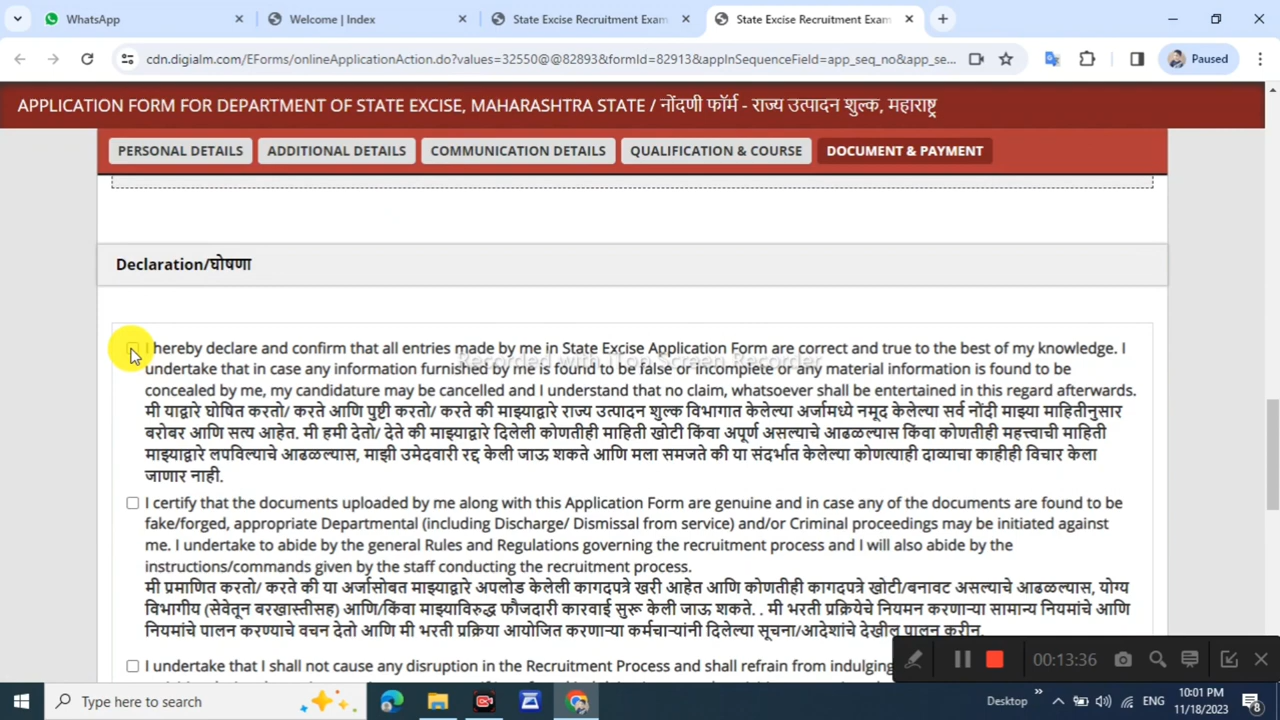 WhatsApp
Welcome | Index
State Excise Recruitment Exam
State Excise Recruitment Exam
cdn.digialm.com/EForms/onlineApplicationAction.do?values=32550@@82893&formId=82913&appInSequenceField=app_seq_no&app_se...
Paused
APPLICATION FORM FOR DEPARTMENT OF STATE EXCISE, MAHARASHTRA STATE / नोंदणी फॉर्म - राज्य उत्पादन शुल्क, महाराष्ट्र
PERSONAL DETAILS
ADDITIONAL DETAILS
COMMUNICATION DETAILS
QUALIFICATION & COURSE
DOCUMENT & PAYMENT
Declaration/घोषणा
I hereby declare and confirm that all entries made by me in State Excise Application Form are correct and true to the best of my knowledge. I
undertake that in case any information furnished by me is found to be false or incomplete or any material information is found to be
concealed by me, my candidature may be cancelled and I understand that no claim, whatsoever shall be entertained in this regard afterwards.
मी याद्वारे घोषित करतो/ करते आणि पुष्टी करतो/ करते की माझ्याद्वारे राज्य उत्पादन शुल्क विभागात केलेल्या अर्जामध्ये नमूद केलेल्या सर्व नोंदी माझ्या माहितीनुसार
बरोबर आणि सत्य आहेत. मी हमी देतो/ देते की माझ्याद्वारे दिलेली कोणतीही माहिती खोटी किंवा अपूर्ण असल्याचे आढळल्यास किंवा कोणतीही महत्त्वाची माहिती
माझ्याद्वारे लपविल्याचे आढळल्यास, माझी उमेदवारी रद्द केली जाऊ शकते आणि मला समजते की या संदर्भात केलेल्या कोणत्याही दाव्याचा काहीही विचार केला
जाणार नाही.
Recorded with iTop Screen Recorder
I certify that the documents uploaded by me along with this Application Form are genuine and in case any of the documents are found to be
fake/forged, appropriate Departmental (including Discharge/ Dismissal from service) and/or Criminal proceedings may be initiated against
me. I undertake to abide by the general Rules and Regulations governing the recruitment process and I will also abide by the
instructions/commands given by the staff conducting the recruitment process.
मी प्रमाणित करतो/ करते की या अर्जासोबत माझ्याद्वारे अपलोड केलेली कागदपत्रे खरी आहेत आणि कोणतीही कागदपत्रे खोटी/बनावट असल्याचे आढळल्यास, योग्य
विभागीय (सेवेतून बरखास्तीसह) आणि/किंवा माझ्याविरुद्ध फौजदारी कारवाई सुरू केली जाऊ शकते. . मी भरती प्रक्रियेचे नियमन करणाऱ्या सामान्य नियमांचे आणि
नियमांचे पालन करण्याचे वचन देतो आणि मी भरती प्रक्रिया आयोजित करणाऱ्या कर्मचाऱ्यांनी दिलेल्या सूचना/आदेशांचे देखील पालन करीन.
I undertake that I shall not cause any disruption in the Recruitment Process and shall refrain from indulging
00:13:36
Type here to search
Desktop
ENG
10:01 PM
11/18/2023
8